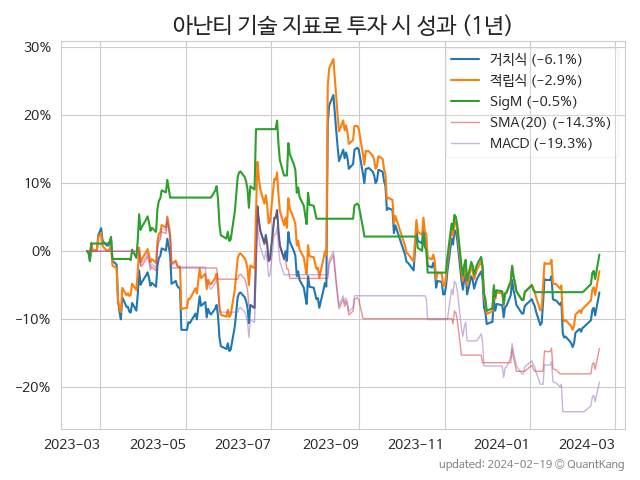 아난티 기술 지표로 투자 시 성과 (1년)
30%
20%
10%
0%
−10%
−20%
거치식 (−6.1%)
적립식 (−2.9%)
SigM (−0.5%)
SMA(20) (−14.3%)
MACD (−19.3%)
2023-03 2023-05 2023-07 2023-09 2023-11 2024-01 2024-03
updated: 2024-02-19 © QuantKang